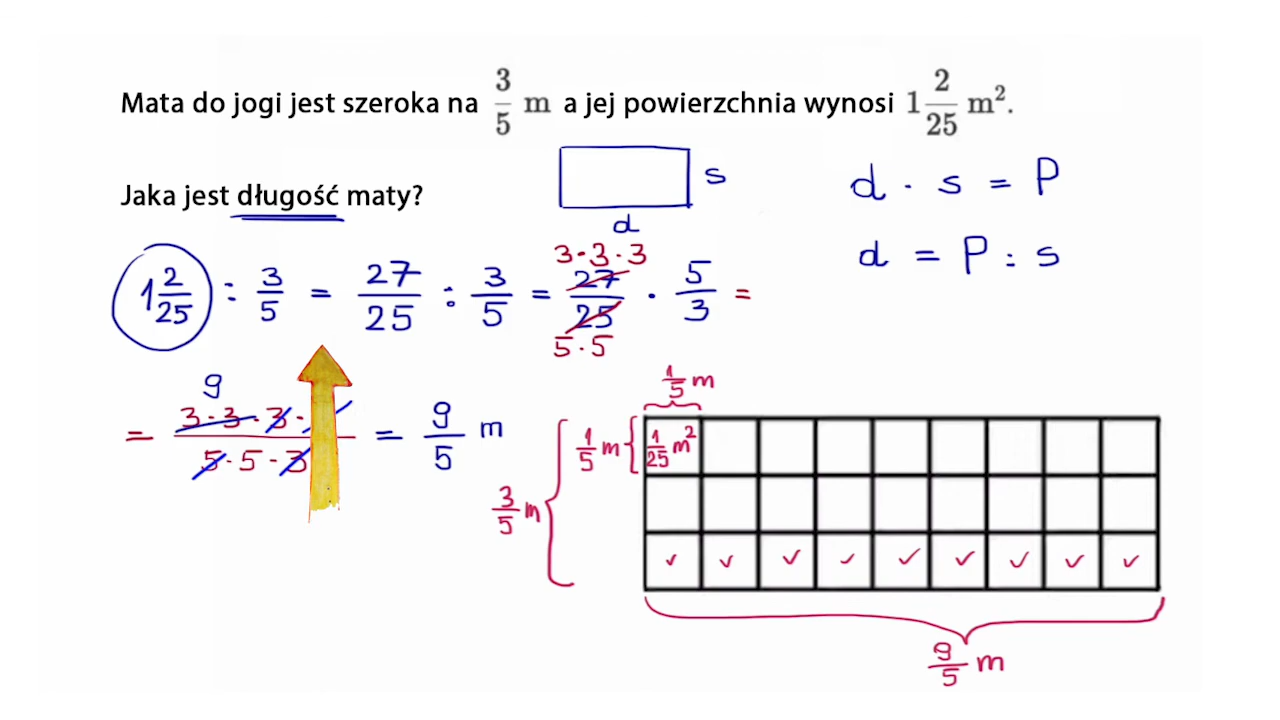 Mata do jogi jest szeroka na 3/5 m a jej powierzchnia wynosi 1 2/25 m².
Jaka jest długość maty?
s
d
d · s = P
d = P : s
3·3·3
1 2/25 : 3/5 = 27/25 : 3/5 = 27/25 · 5/3 =
5·5
9
= 3·3·3· / 5·5·3 = 9/5 m
1/5 m
1/5 m
1/25 m²
3/5 m
9/5 m